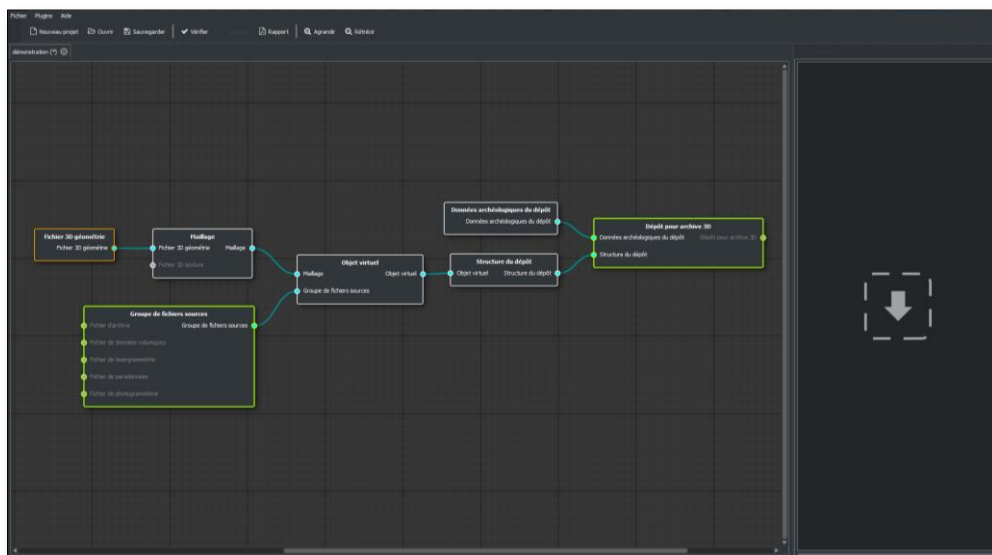 Fichier Plugins Aide
Nouveau projet Ouvrir Sauvegarder Vérifier Rapport Agrandir Rétrécir
démonstration (*)
Données archéologiques du dépôt
Données archéologiques du dépôt
Dépôt pour archive 3D
Données archéologiques du dépôt Dépôt pour archive 3D
Structure du dépôt
Fichier 3D géométrie
Fichier 3D géométrie
Maillage
Fichier 3D géométrie Maillage
Fichier 3D texture
Objet virtuel
Maillage Objet virtuel
Groupe de fichiers sources
Structure du dépôt
Objet virtuel Structure du dépôt
Groupe de fichiers sources
Fichier d'archive Groupe de fichiers sources
Fichier de données volumiques
Fichier de lasergrammétrie
Fichier de paradonnées
Fichier de photogrammétrie